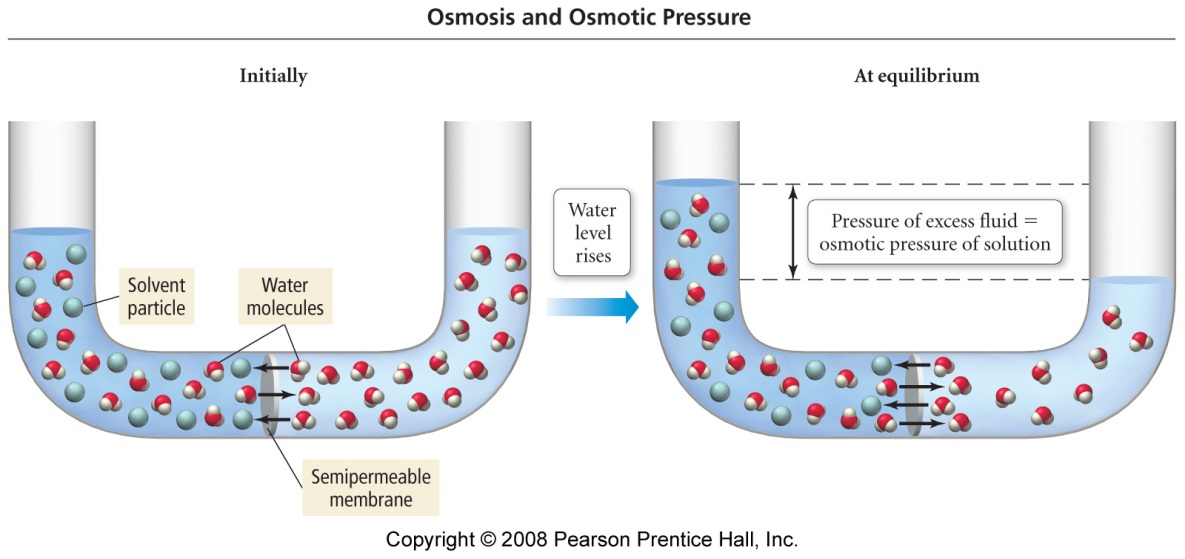 Osmosis and Osmotic Pressure
Initially
At equilibrium
Water
level
rises
Pressure of excess fluid =
osmotic pressure of solution
Solvent
particle
Water
molecules
Semipermeable
membrane
Copyright © 2008 Pearson Prentice Hall, Inc.